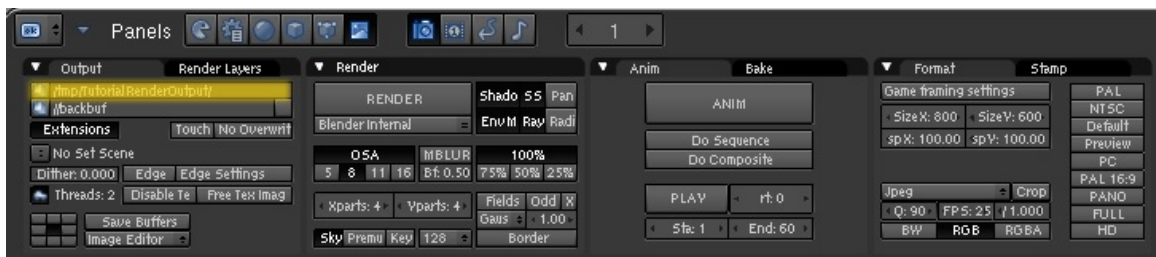 Panels 1
Output Render Layers
/tmp/TutorialRenderOutput/
//backbuf
Extensions Touch No Overwrit
No Set Scene
Dither: 0.000 Edge Edge Settings
Threads: 2 Disable Te Free Tex Imag
Save Buffers
Image Editor
Render
RENDER
Blender Internal
Shado SS Pan
EnvM Ray Radi
OSA MBLUR 100%
5 8 11 16 Bf: 0.50 75% 50% 25%
Xparts: 4 Yparts: 4 Fields Odd X
Gaus 1.00
Sky Premu Key 128 Border
Anim Bake
ANIM
Do Sequence
Do Composite
PLAY rt: 0
Sta: 1 End: 60
Format Stamp
Game framing settings
SizeX: 800 SizeY: 600
spX: 100.00 spY: 100.00
Jpeg Crop
Q: 90 FPS: 25 /1.000
BW RGB RGBA
PAL
NTSC
Default
Preview
PC
PAL 16:9
PANO
FULL
HD